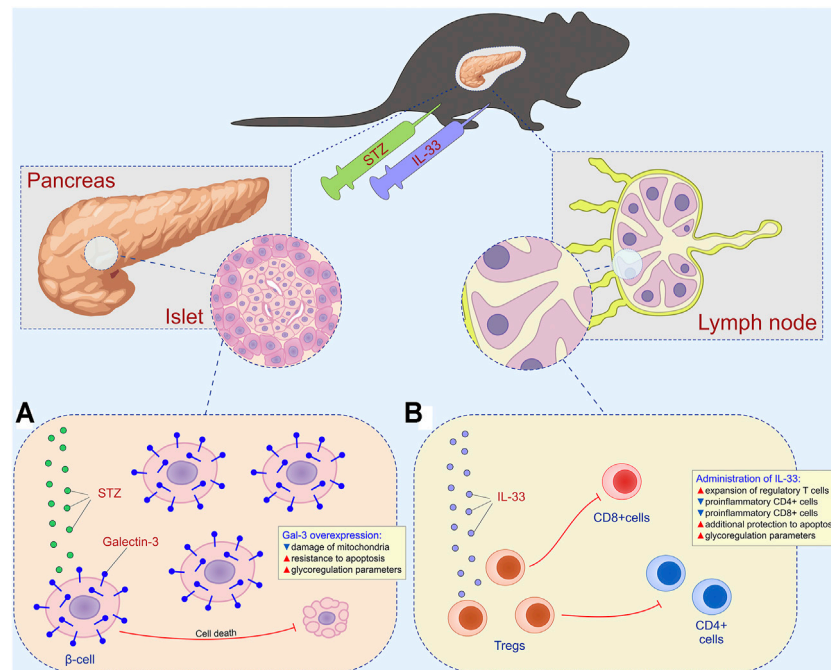 STZ
IL-33
Pancreas
Islet
Lymph node
A
STZ
Galectin-3
β-cell
Cell death
Gal-3 overexpression:
▼damage of mitochondria
▲resistance to apoptosis
▲glycoregulation parameters
B
IL-33
CD8+cells
Tregs
CD4+
cells
Administration of IL-33:
▲expansion of regulatory T cells
▼proinflammatory CD4+ cells
▼proinflammatory CD8+ cells
▲additional protection to apoptos
▲glycoregulation parameters